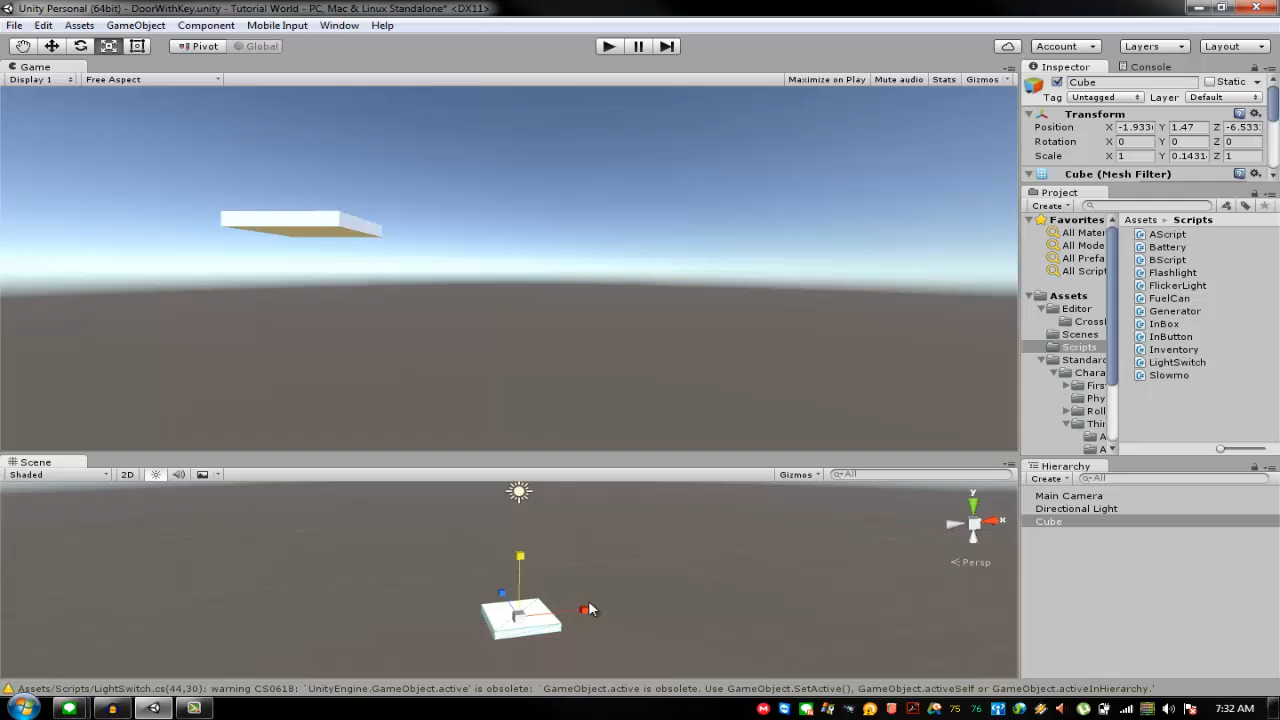 Unity Personal (64bit) - DoorWithKey.unity - Tutorial World - PC, Mac & Linux Standalone* <DX11>
File Edit Assets GameObject Component Mobile Input Window Help
Pivot Global Account Layers Layout
Game Inspector Console
Display 1 Free Aspect Maximize on Play Mute audio Stats Gizmos
Cube Static
Tag Untagged Layer Default
Transform
Position X -1.933 Y 1.47 Z -6.533
Rotation X 0 Y 0 Z 0
Scale X 1 Y 0.1431 Z 1
Cube (Mesh Filter)
Project
Create
Favorites
All Mater
All Mode
All Prefa
All Script
Assets
Editor
Crossl
Scenes
Scripts
Standard
Chara
Firs
Phy
Roll
Thir
A
A
Assets Scripts
AScript
Battery
BScript
Flashlight
FlickerLight
FuelCan
Generator
InBox
InButton
Inventory
LightSwitch
Slowmo
Scene
Shaded 2D Gizmos All
y
x
Persp
Hierarchy
Create All
Main Camera
Directional Light
Cube
Assets/Scripts/LightSwitch.cs(44,30): warning CS0618: `UnityEngine.GameObject.active' is obsolete: `GameObject.active is obsolete. Use GameObject.SetActive(), GameObject.activeSelf or GameObject.activeInHierarchy.'
75 76 7:32 AM